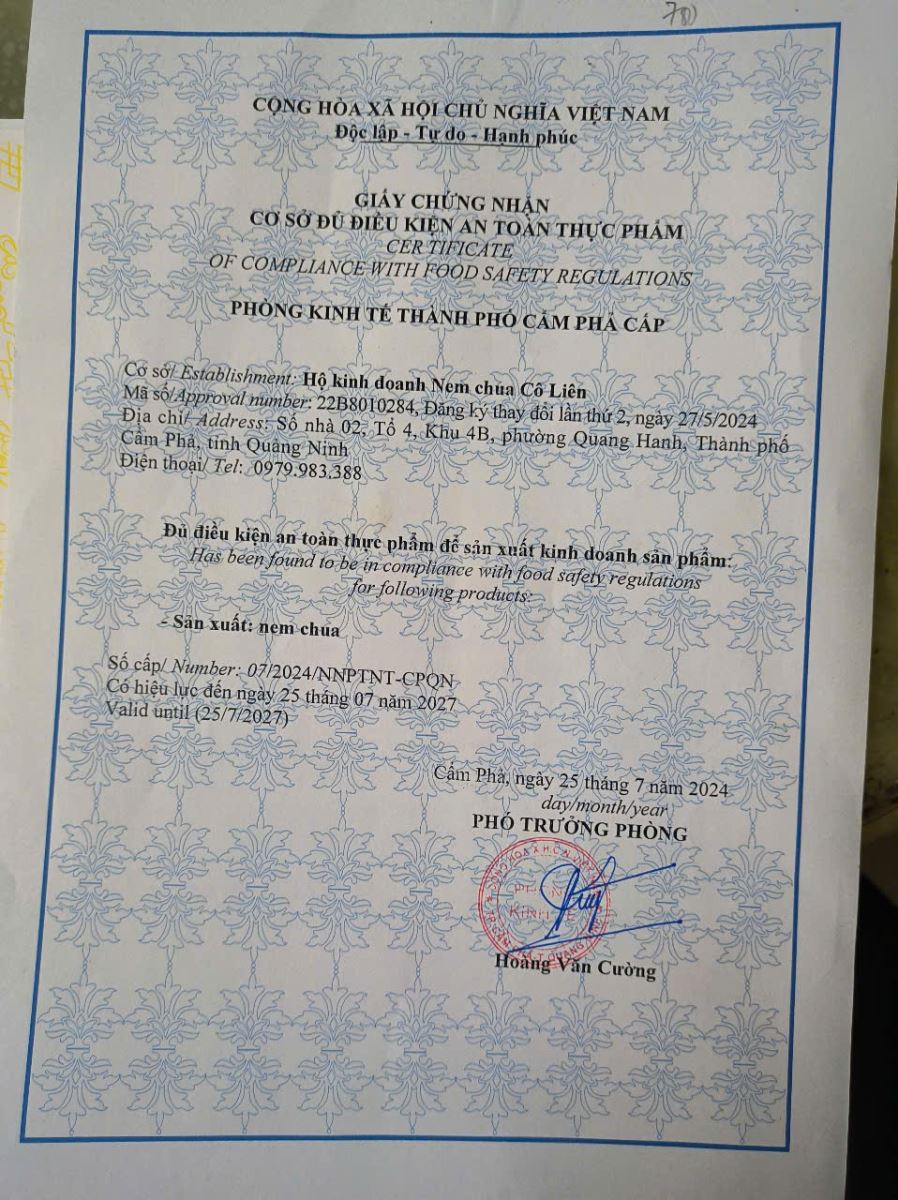 780
CỘNG HÒA XÃ HỘI CHỦ NGHĨA VIỆT NAM
Độc lập - Tự do - Hạnh phúc
GIẤY CHỨNG NHẬN
CƠ SỞ ĐỦ ĐIỀU KIỆN AN TOÀN THỰC PHẨM
CERTIFICATE
OF COMPLIANCE WITH FOOD SAFETY REGULATIONS
PHÒNG KINH TẾ THÀNH PHỐ CẨM PHẢ CẤP
Cơ sở/ Establishment: Hộ kinh doanh Nem chua Cô Liên
Mã số/Approval number: 22B8010284, Đăng ký thay đổi lần thứ 2, ngày 27/5/2024
Địa chỉ/ Address: Số nhà 02, Tổ 4, Khu 4B, phường Quang Hanh, Thành phố
Cẩm Phả, tỉnh Quảng Ninh
Điện thoại/ Tel: 0979.983.388
Đủ điều kiện an toàn thực phẩm để sản xuất kinh doanh sản phẩm:
Has been found to be in compliance with food safety regulations
for following products:
- Sản xuất: nem chua
Số cấp/ Number: 07/2024/NNPTNT-CPQN
Có hiệu lực đến ngày 25 tháng 07 năm 2027
Valid until (25/7/2027)
Cẩm Phả, ngày 25 tháng 7 năm 2024
day/month/year
PHÓ TRƯỞNG PHÒNG
PHÒNG
KINH TẾ
Hoàng Văn Cường